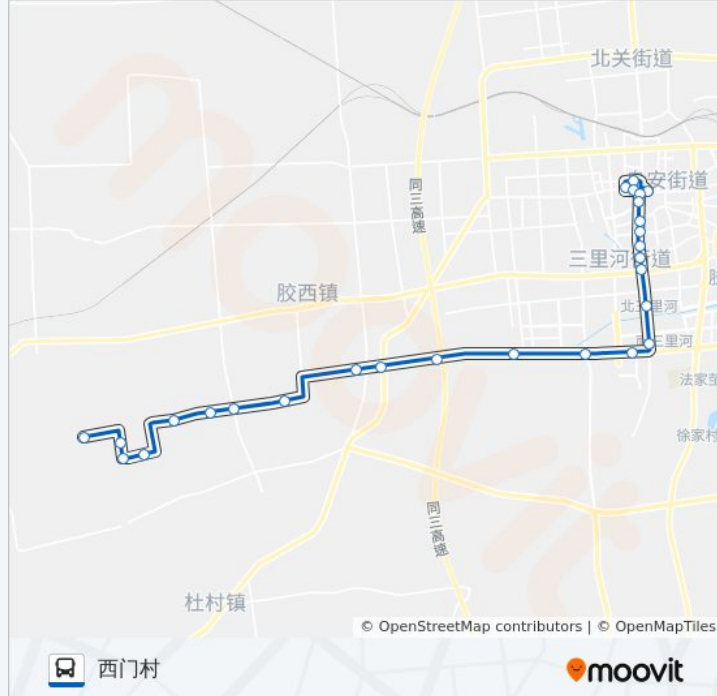 北关街道
同三高速
安街道
三里河街道
胶西镇
北三里河
南三里河
法家茔
徐家村
同三高速
杜村镇
© OpenStreetMap contributors | © OpenMapTiles
西门村
moovit